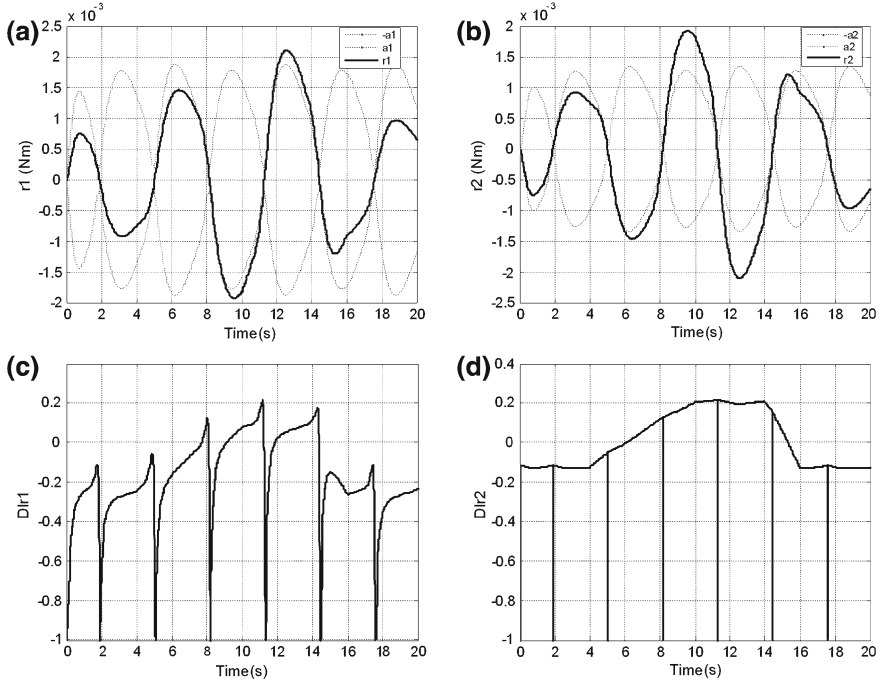 (a)
x 10⁻³
r1 (Nm)
2.5
2
1.5
1
0.5
0
-0.5
-1
-1.5
-2
0 2 4 6 8 10 12 14 16 18 20
Time(s)
-a1
a1
r1
(b)
x 10⁻³
r2 (Nm)
2
1.5
1
0.5
0
-0.5
-1
-1.5
-2
-2.5
0 2 4 6 8 10 12 14 16 18 20
Time(s)
-a2
a2
r2
(c)
DIr1
0.4
0.2
0
-0.2
-0.4
-0.6
-0.8
-1
0 2 4 6 8 10 12 14 16 18 20
Time(s)
(d)
DIr2
0.4
0.2
0
-0.2
-0.4
-0.6
-0.8
-1
0 2 4 6 8 10 12 14 16 18 20
Time(s)